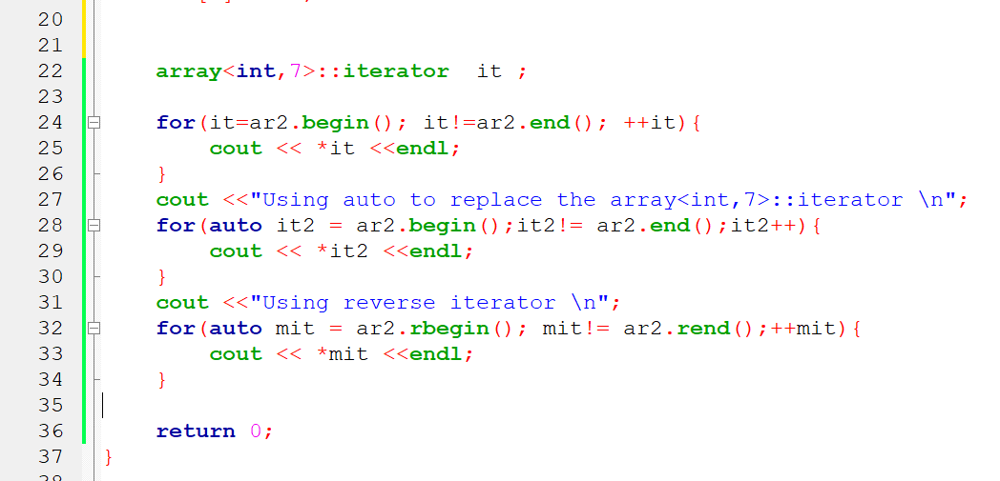 20
21
22 array<int,7>::iterator  it ;
23
24 for(it=ar2.begin(); it!=ar2.end(); ++it){
25     cout << *it <<endl;
26 }
27 cout <<"Using auto to replace the array<int,7>::iterator \n";
28 for(auto it2 = ar2.begin();it2!= ar2.end();it2++){
29     cout << *it2 <<endl;
30 }
31 cout <<"Using reverse iterator \n";
32 for(auto mit = ar2.rbegin(); mit!= ar2.rend();++mit){
33     cout << *mit <<endl;
34 }
35
36 return 0;
37 }